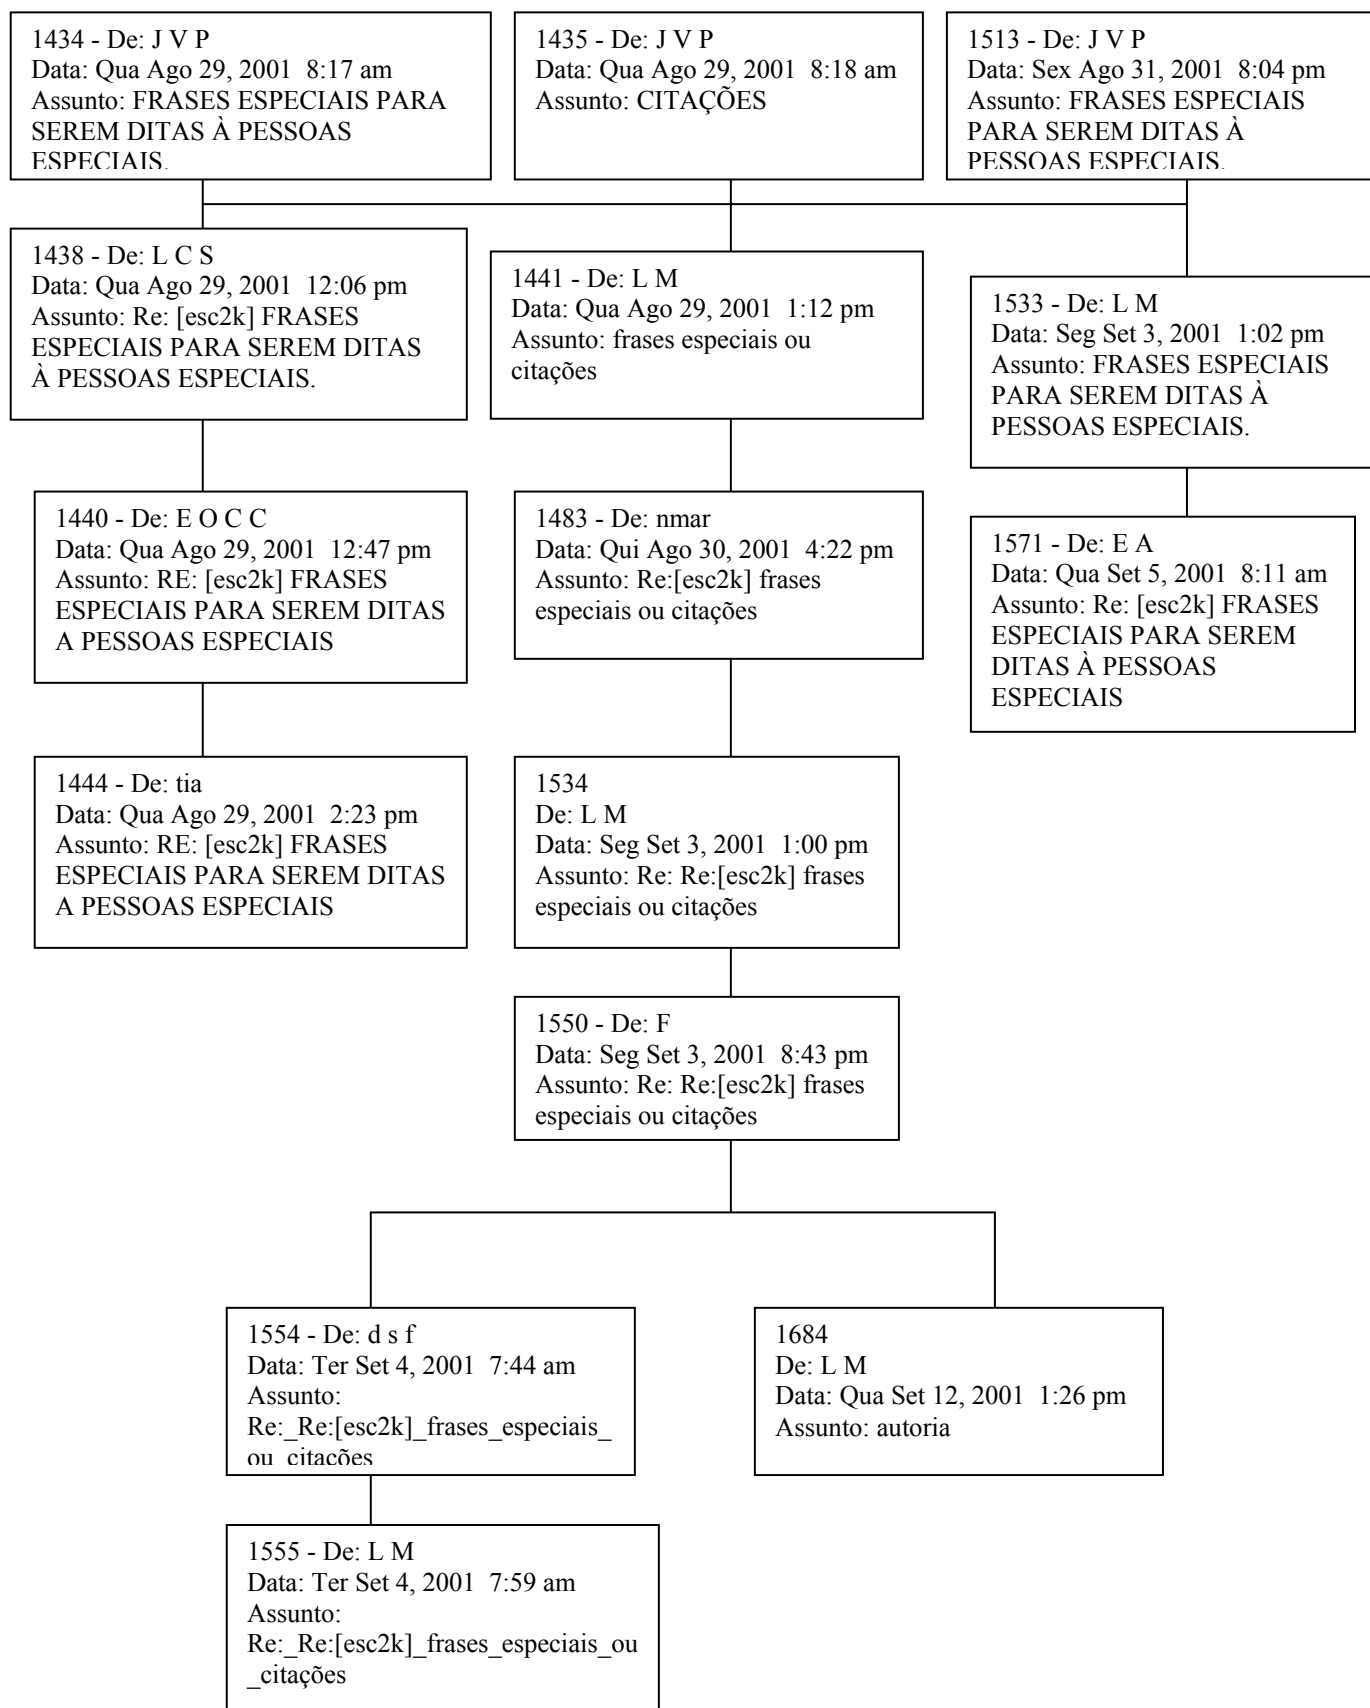 1434 - De: J V P
Data: Qua Ago 29, 2001  8:17 am
Assunto: FRASES ESPECIAIS PARA
SEREM DITAS À PESSOAS
ESPECIAIS.
1435 - De: J V P
Data: Qua Ago 29, 2001  8:18 am
Assunto: CITAÇÕES
1513 - De: J V P
Data: Sex Ago 31, 2001  8:04 pm
Assunto: FRASES ESPECIAIS
PARA SEREM DITAS À
PESSOAS ESPECIAIS.
1438 - De: L C S
Data: Qua Ago 29, 2001  12:06 pm
Assunto: Re: [esc2k] FRASES
ESPECIAIS PARA SEREM DITAS
À PESSOAS ESPECIAIS.
1441 - De: L M
Data: Qua Ago 29, 2001  1:12 pm
Assunto: frases especiais ou
citações
1533 - De: L M
Data: Seg Set 3, 2001  1:02 pm
Assunto: FRASES ESPECIAIS
PARA SEREM DITAS À
PESSOAS ESPECIAIS.
1440 - De: E O C C
Data: Qua Ago 29, 2001  12:47 pm
Assunto: RE: [esc2k] FRASES
ESPECIAIS PARA SEREM DITAS
A PESSOAS ESPECIAIS
1483 - De: nmar
Data: Qui Ago 30, 2001  4:22 pm
Assunto: Re:[esc2k] frases
especiais ou citações
1571 - De: E A
Data: Qua Set 5, 2001  8:11 am
Assunto: Re: [esc2k] FRASES
ESPECIAIS PARA SEREM
DITAS À PESSOAS
ESPECIAIS
1444 - De: tia
Data: Qua Ago 29, 2001  2:23 pm
Assunto: RE: [esc2k] FRASES
ESPECIAIS PARA SEREM DITAS
A PESSOAS ESPECIAIS
1534
De: L M
Data: Seg Set 3, 2001  1:00 pm
Assunto: Re: Re:[esc2k] frases
especiais ou citações
1550 - De: F
Data: Seg Set 3, 2001  8:43 pm
Assunto: Re: Re:[esc2k] frases
especiais ou citações
1554 - De: d s f
Data: Ter Set 4, 2001  7:44 am
Assunto:
Re:_Re:[esc2k]_frases_especiais_
ou_citações
1684
De: L M
Data: Qua Set 12, 2001  1:26 pm
Assunto: autoria
1555 - De: L M
Data: Ter Set 4, 2001  7:59 am
Assunto:
Re:_Re:[esc2k]_frases_especiais_ou
_citações